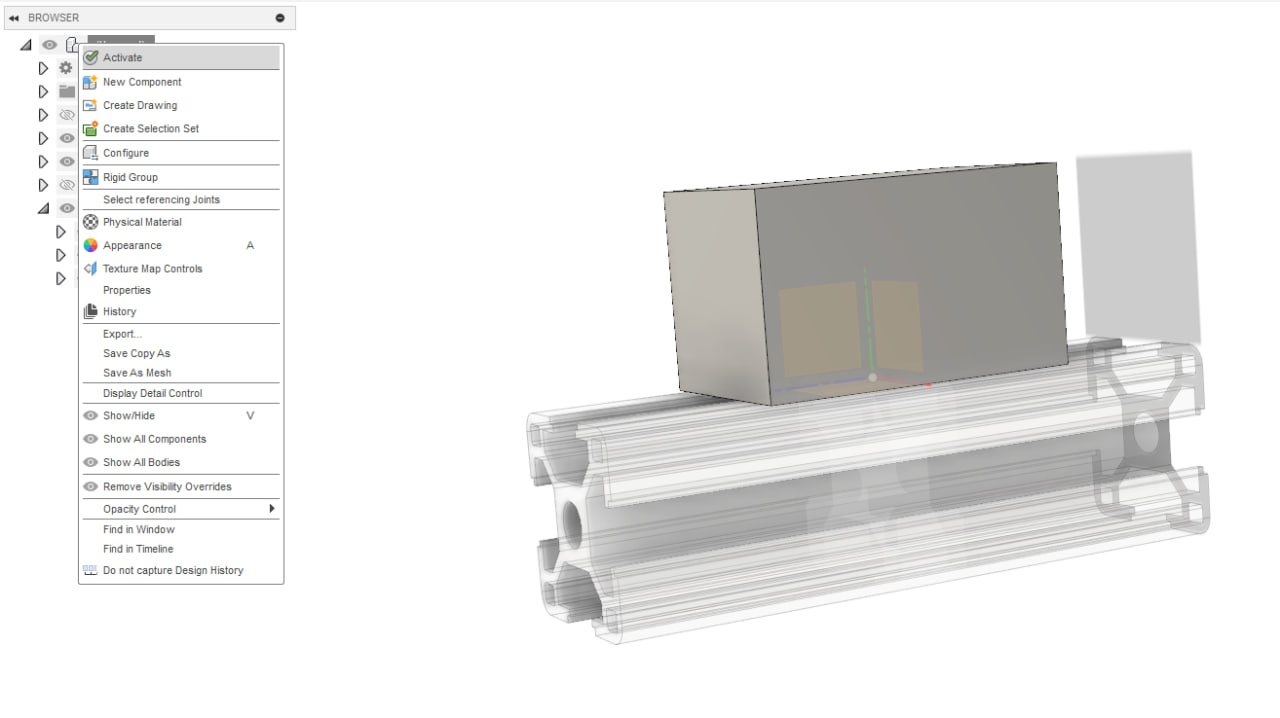 BROWSER
Activate
New Component
Create Drawing
Create Selection Set
Configure
Rigid Group
Select referencing Joints
Physical Material
Appearance A
Texture Map Controls
Properties
History
Export...
Save Copy As
Save As Mesh
Display Detail Control
Show/Hide V
Show All Components
Show All Bodies
Remove Visibility Overrides
Opacity Control
Find in Window
Find in Timeline
Do not capture Design History